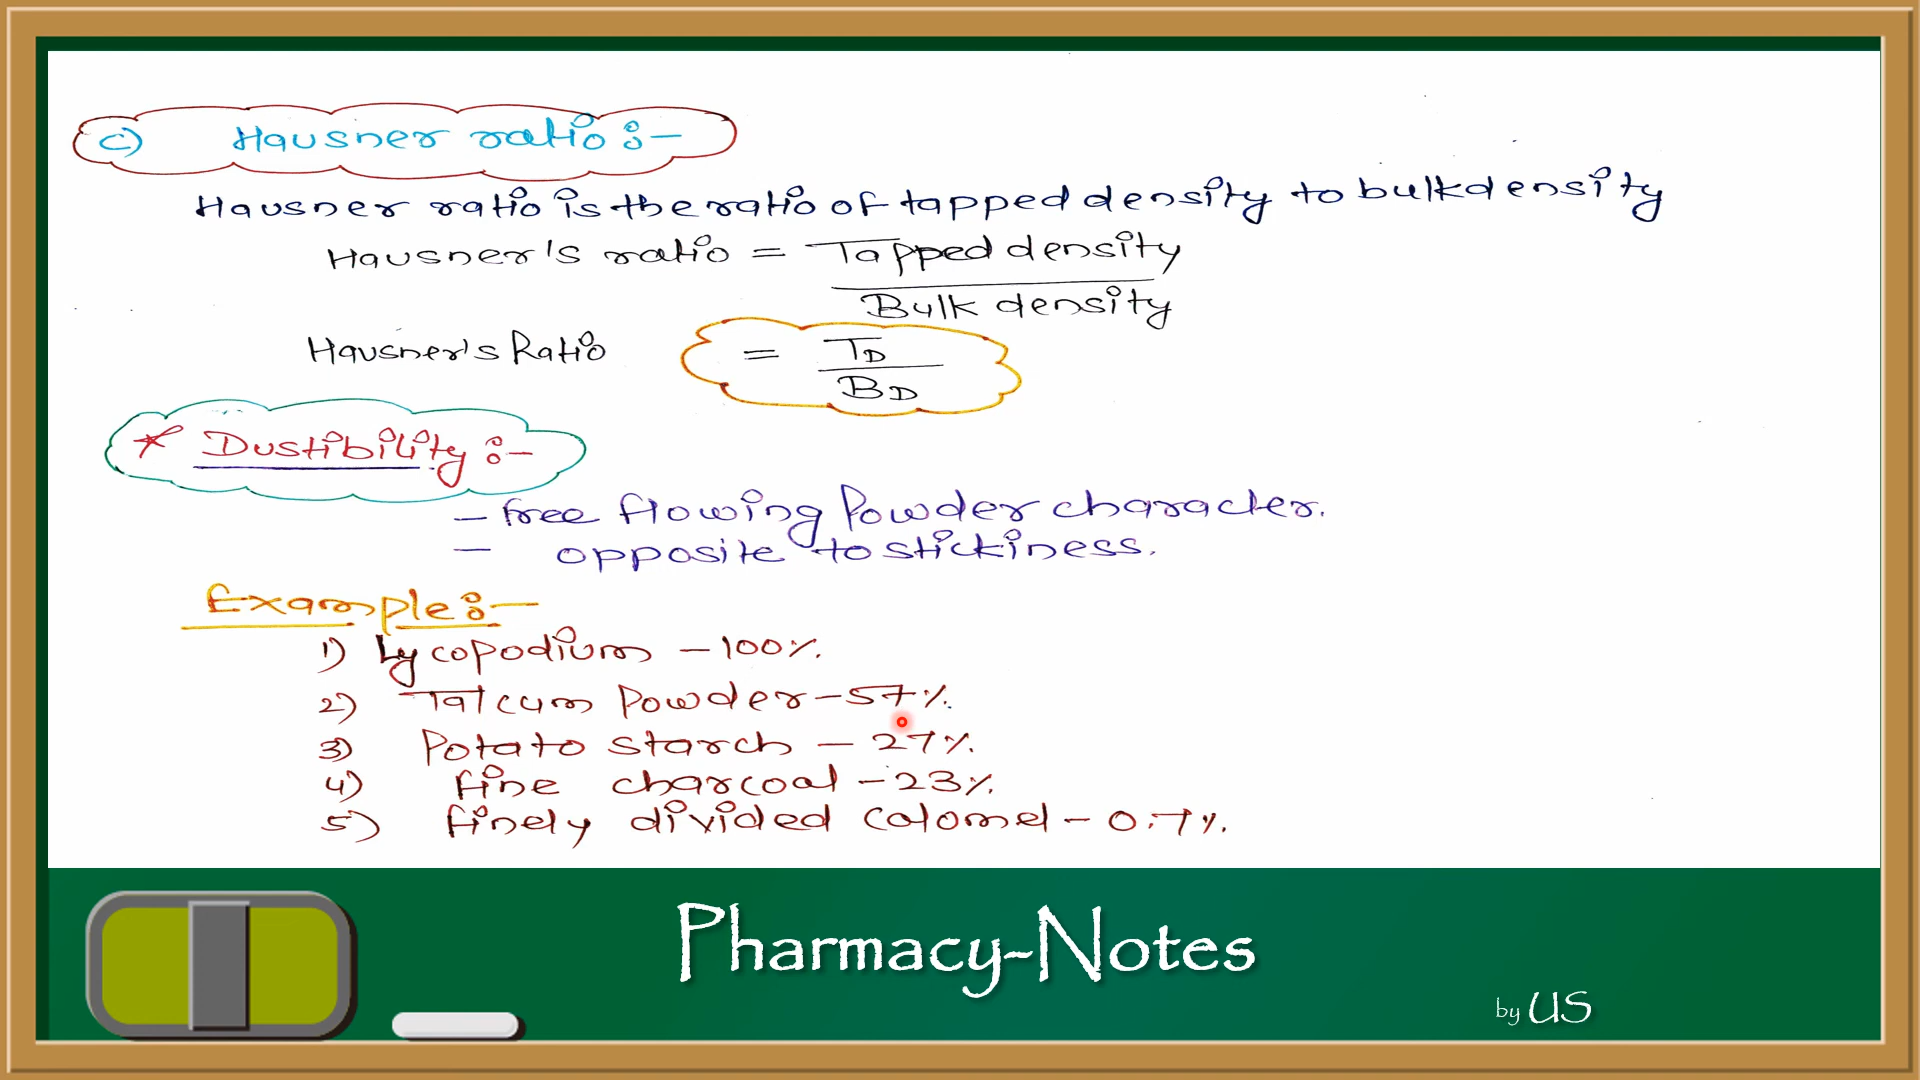 c) Hausner ratio :-
Hausner ratio is the ratio of tapped density to bulk density
Hausner's ratio = Tapped density
Bulk density
Hausner's Ratio = TD
BD
* Dustibility :-
- free flowing Powder character.
- opposite to stickiness.
Example :-
1) Lycopodium - 100%.
2) Talcum Powder - 57%.
3) Potato starch - 27%.
4) fine charcoal - 23%.
5) finely divided Calomel - 0.7%.
Pharmacy-Notes
by US